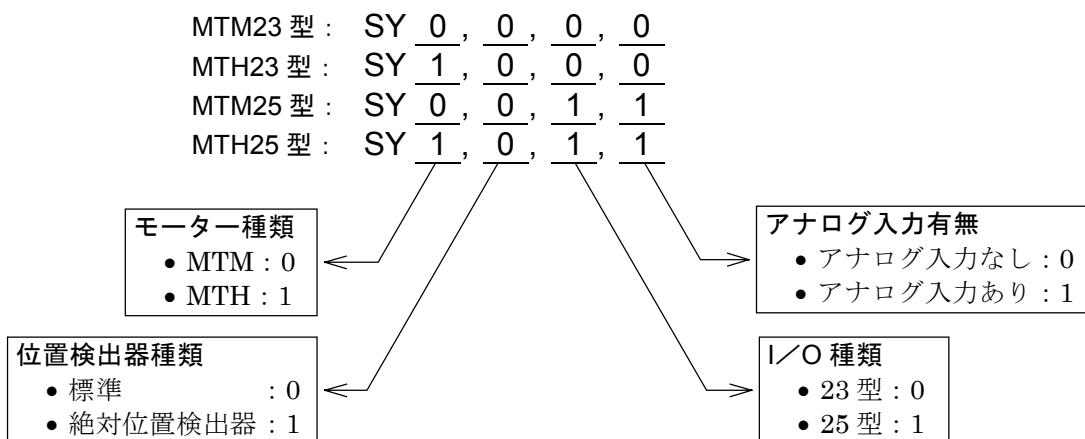 MTM23 型 : SY 0, 0, 0, 0
MTH23 型 : SY 1, 0, 0, 0
MTM25 型 : SY 0, 0, 1, 1
MTH25 型 : SY 1, 0, 1, 1
モーター種類
• MTM : 0
• MTH : 1
アナログ入力有無
• アナログ入力なし : 0
• アナログ入力あり : 1
位置検出器種類
• 標準 : 0
• 絶対位置検出器 : 1
I／O 種類
• 23 型 : 0
• 25 型 : 1